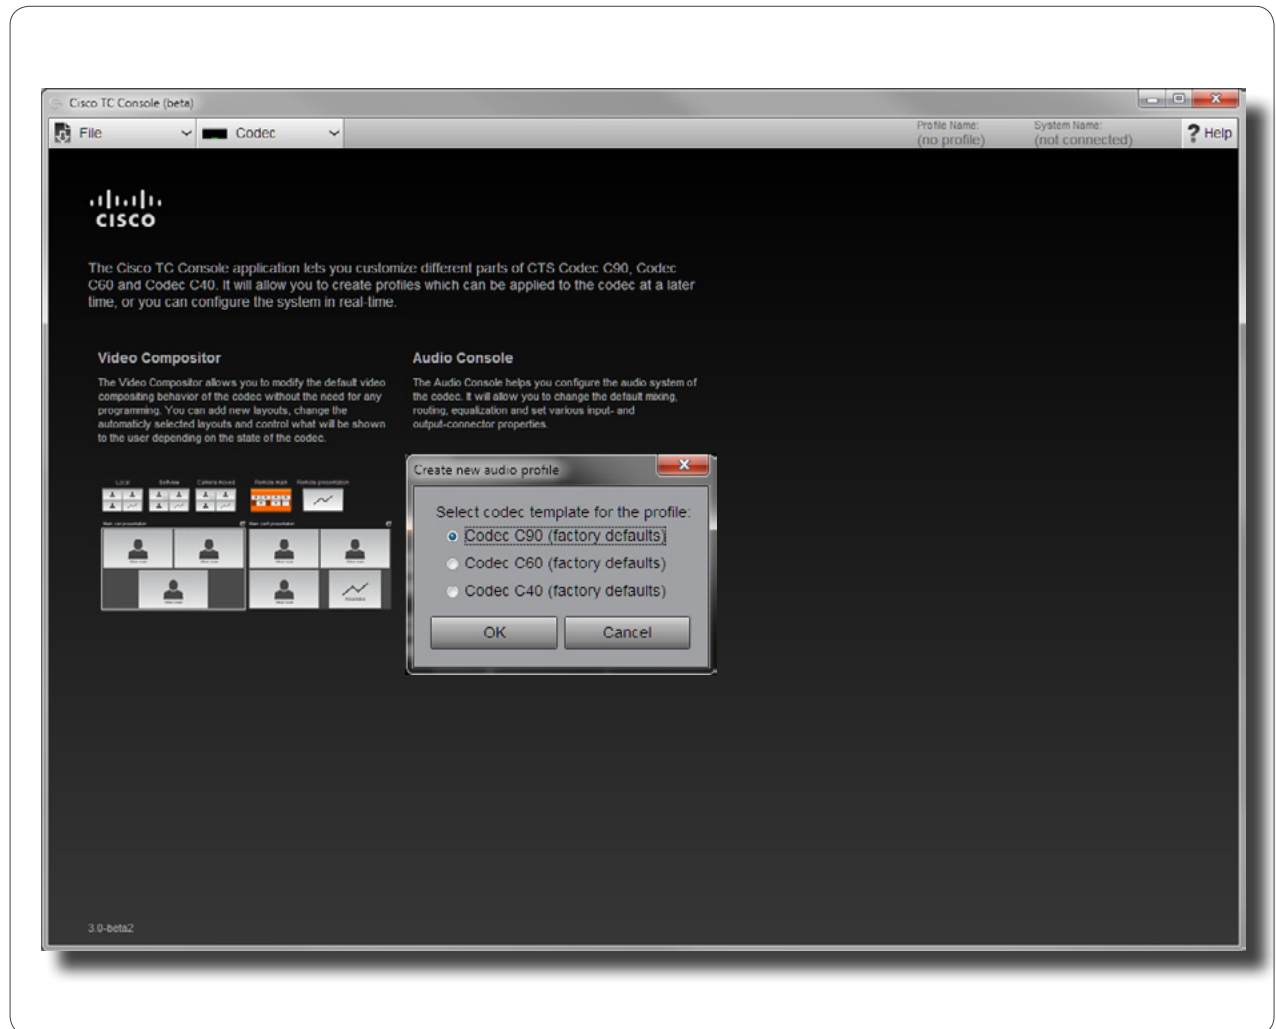 Cisco TC Console (beta)
File
Codec
Profile Name:
(no profile)
System Name:
(not connected)
? Help
CISCO
The Cisco TC Console application lets you customize different parts of CTS Codec C90, Codec
C60 and Codec C40. It will allow you to create profiles which can be applied to the codec at a later
time, or you can configure the system in real-time.
Video Compositor
The Video Compositor allows you to modify the default video
compositing behavior of the codec without the need for any
programming. You can add new layouts, change the
automaticly selected layouts and control what will be shown
to the user depending on the state of the codec.
Audio Console
The Audio Console helps you configure the audio system of
the codec. It will allow you to change the default mixing,
routing, equalization and set various input- and
output-connector properties.
Local
Selfview
Camera moved
Remote main
Remote presentation
Create new audio profile
Select codec template for the profile:
Codec C90 (factory defaults)
Codec C60 (factory defaults)
Codec C40 (factory defaults)
OK
Cancel
3.0-beta2